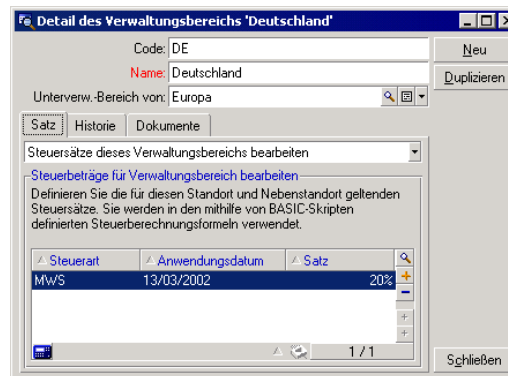 Detail des Verwaltungsbereichs 'Deutschland'
Code: DE
Neu
Name: Deutschland
Duplizieren
Unterverw.-Bereich von: Europa
Satz Historie Dokumente
Steuersätze dieses Verwaltungsbereichs bearbeiten
Steuerbeträge für Verwaltungsbereich bearbeiten
Definieren Sie die für diesen Standort und Nebenstandort geltenden
Steuersätze. Sie werden in den mithilfe von BASIC-Skripten
definierten Steuerberechnungsformeln verwendet.
Steuerart Anwendungsdatum Satz
MWS 13/03/2002 20%
1 / 1
Schließen